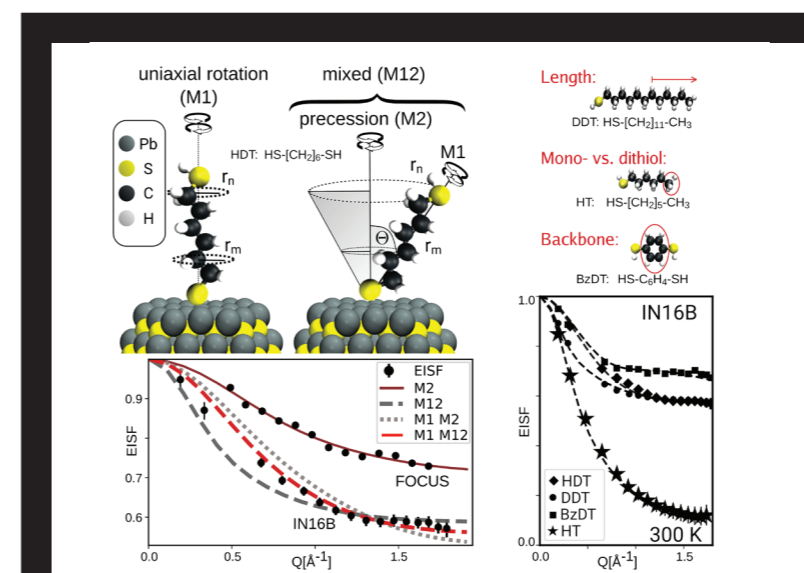 uniaxial rotation
(M1)
mixed (M12)
precession (M2)
HDT: HS-[CH2]6-SH
M1
Pb
S
C
H
rn
rm
rn
rm
Θ
Length:
DDT: HS-[CH2]11-CH3
Mono- vs. dithiol:
HT: HS-[CH2]5-CH3
Backbone:
BzDT: HS-C6H4-SH
EISF
0.9
0.7
0.6
0.0
0.5
1.5
Q[Å-1]
EISF
M2
M12
M1 M2
M1 M12
FOCUS
IN16B
IN16B
1.0
EISF
0.0
0.0
1.5
Q[Å-1]
HDT
DDT
BzDT
HT
300 K